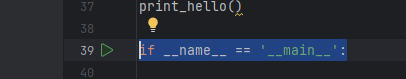 37
print_hello()
38
39 if __name__ == '__main__':
40